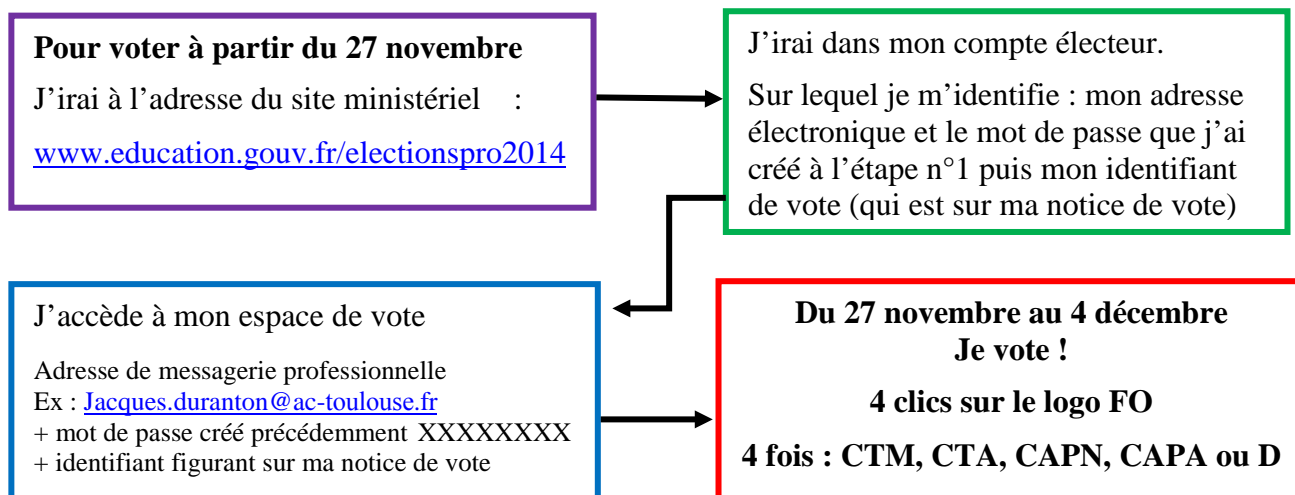 Pour voter à partir du 27 novembre
J’irai à l’adresse du site ministériel :
www.education.gouv.fr/electionspro2014
J’irai dans mon compte électeur.
Sur lequel je m’identifie : mon adresse
électronique et le mot de passe que j’ai
créé à l’étape n°1 puis mon identifiant
de vote (qui est sur ma notice de vote)
J’accède à mon espace de vote
Adresse de messagerie professionnelle
Ex : Jacques.duranton@ac-toulouse.fr
+ mot de passe créé précédemment XXXXXXXX
+ identifiant figurant sur ma notice de vote
Du 27 novembre au 4 décembre
Je vote !
4 clics sur le logo FO
4 fois : CTM, CTA, CAPN, CAPA ou D